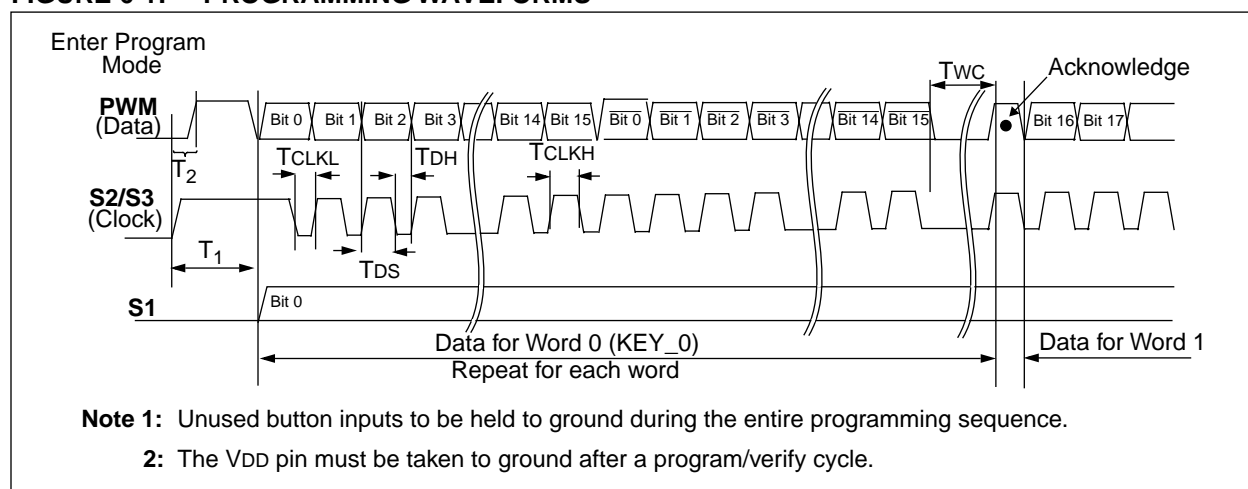 FIGURE 6-1: PROGRAMMING WAVEFORMS
Enter Program
Mode
PWM
(Data)
Bit 0 Bit 1 Bit 2 Bit 3 Bit 14 Bit 15 Bit 0 Bit 1 Bit 2 Bit 3 Bit 14 Bit 15 Bit 16 Bit 17
TWC
Acknowledge
T2
TCLKL
TDH
TCLKH
S2/S3
(Clock)
T1
TDS
S1
Bit 0
Data for Word 0 (KEY_0)
Repeat for each word
Data for Word 1
Note 1: Unused button inputs to be held to ground during the entire programming sequence.
2: The VDD pin must be taken to ground after a program/verify cycle.